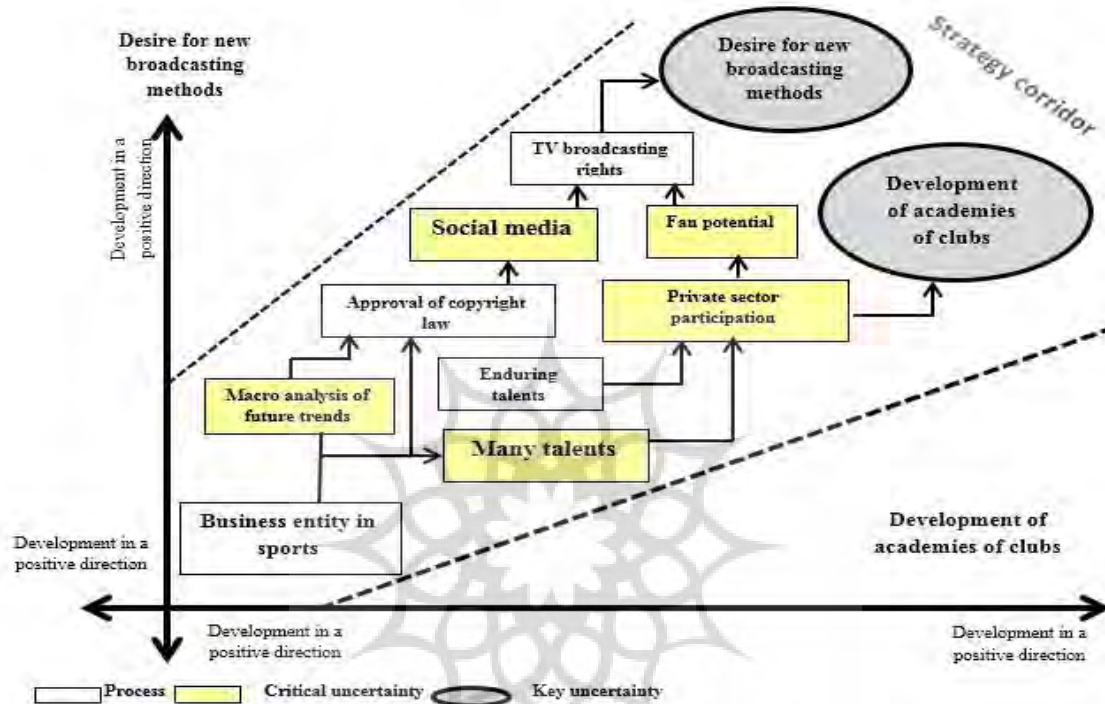 Desire for new
broadcasting
methods
Development in a
positive direction
Desire for new
broadcasting
methods
Strategy corridor
TV broadcasting
rights
Development
of academies
of clubs
Social media
Fan potential
Approval of copyright
law
Private sector
participation
Enduring
talents
Macro analysis of
future trends
Many talents
Business entity in
sports
Development of
academies of clubs
Development in a
positive direction
Development in a
positive direction
Development in a
positive direction
Process
Critical uncertainty
Key uncertainty